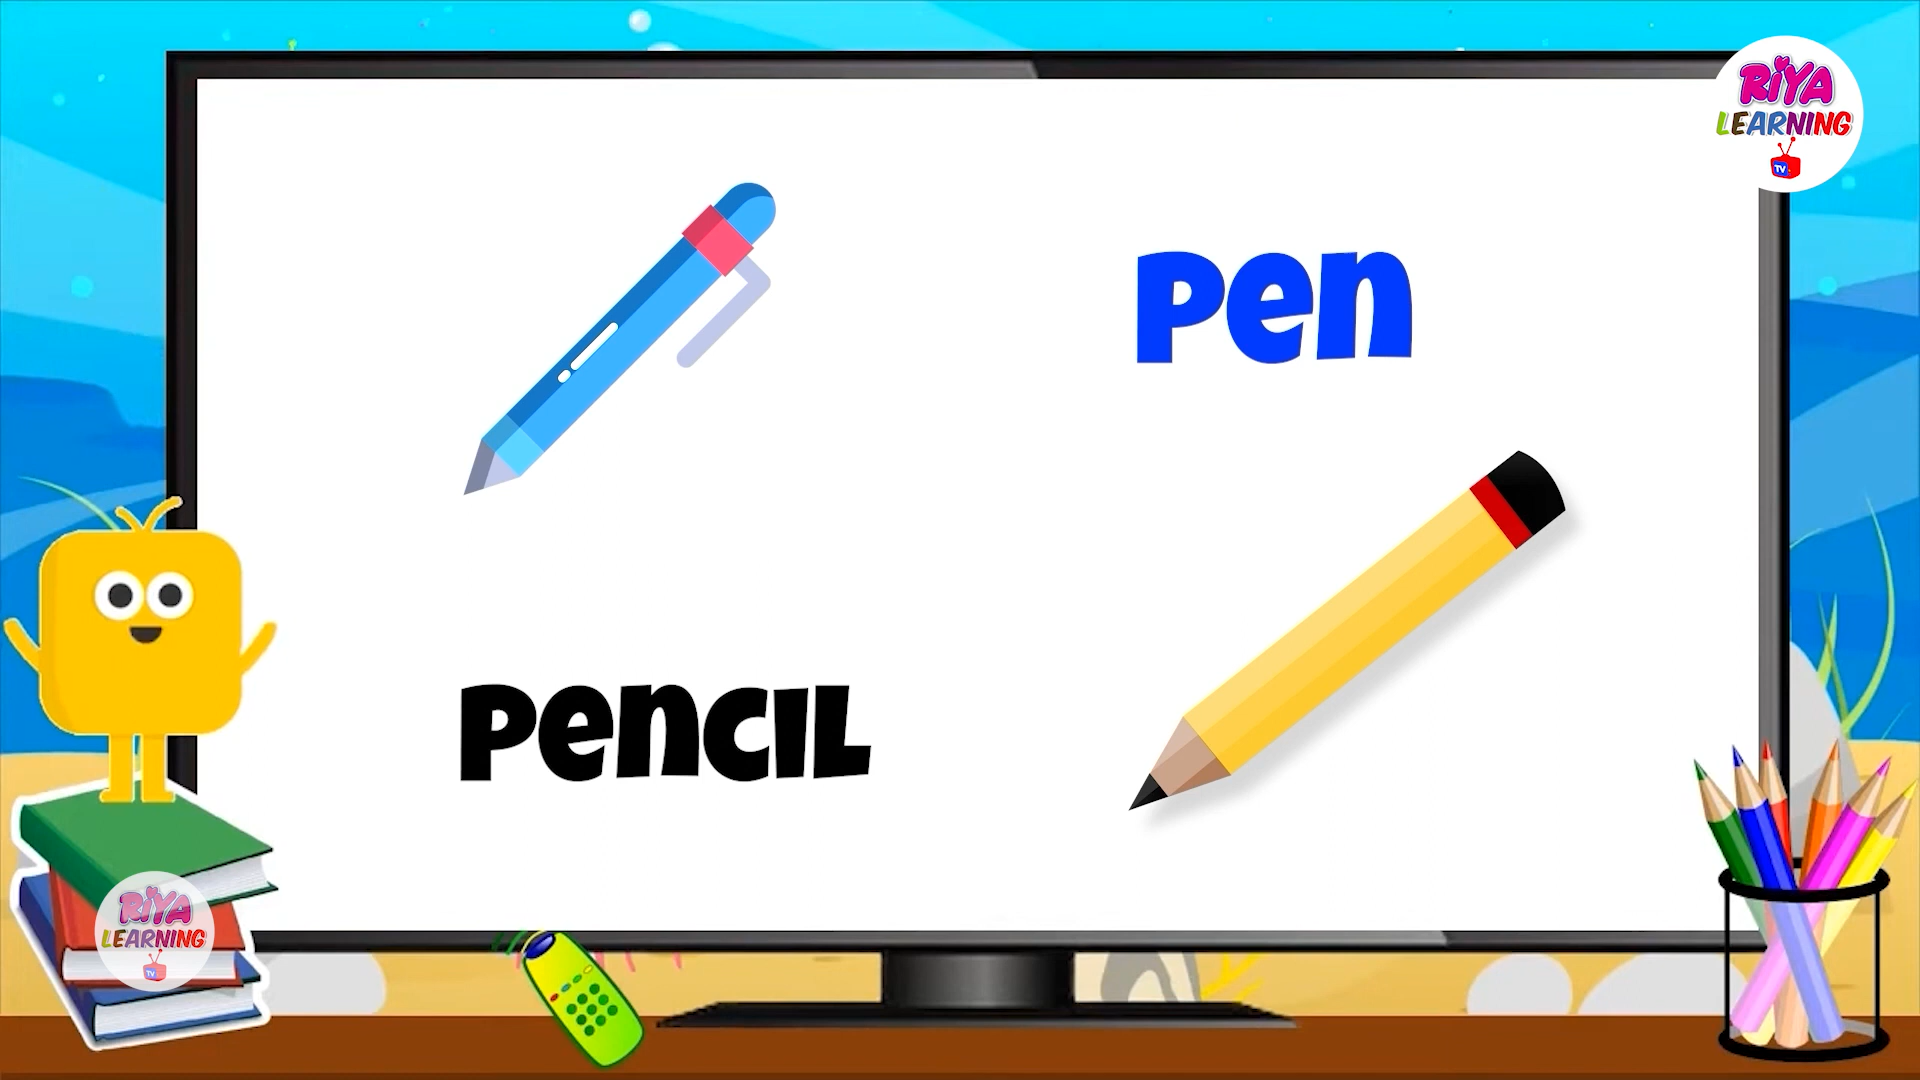 RIYA
LEARNING
TV
Pen
Pencil
RIYA
LEARNING
TV